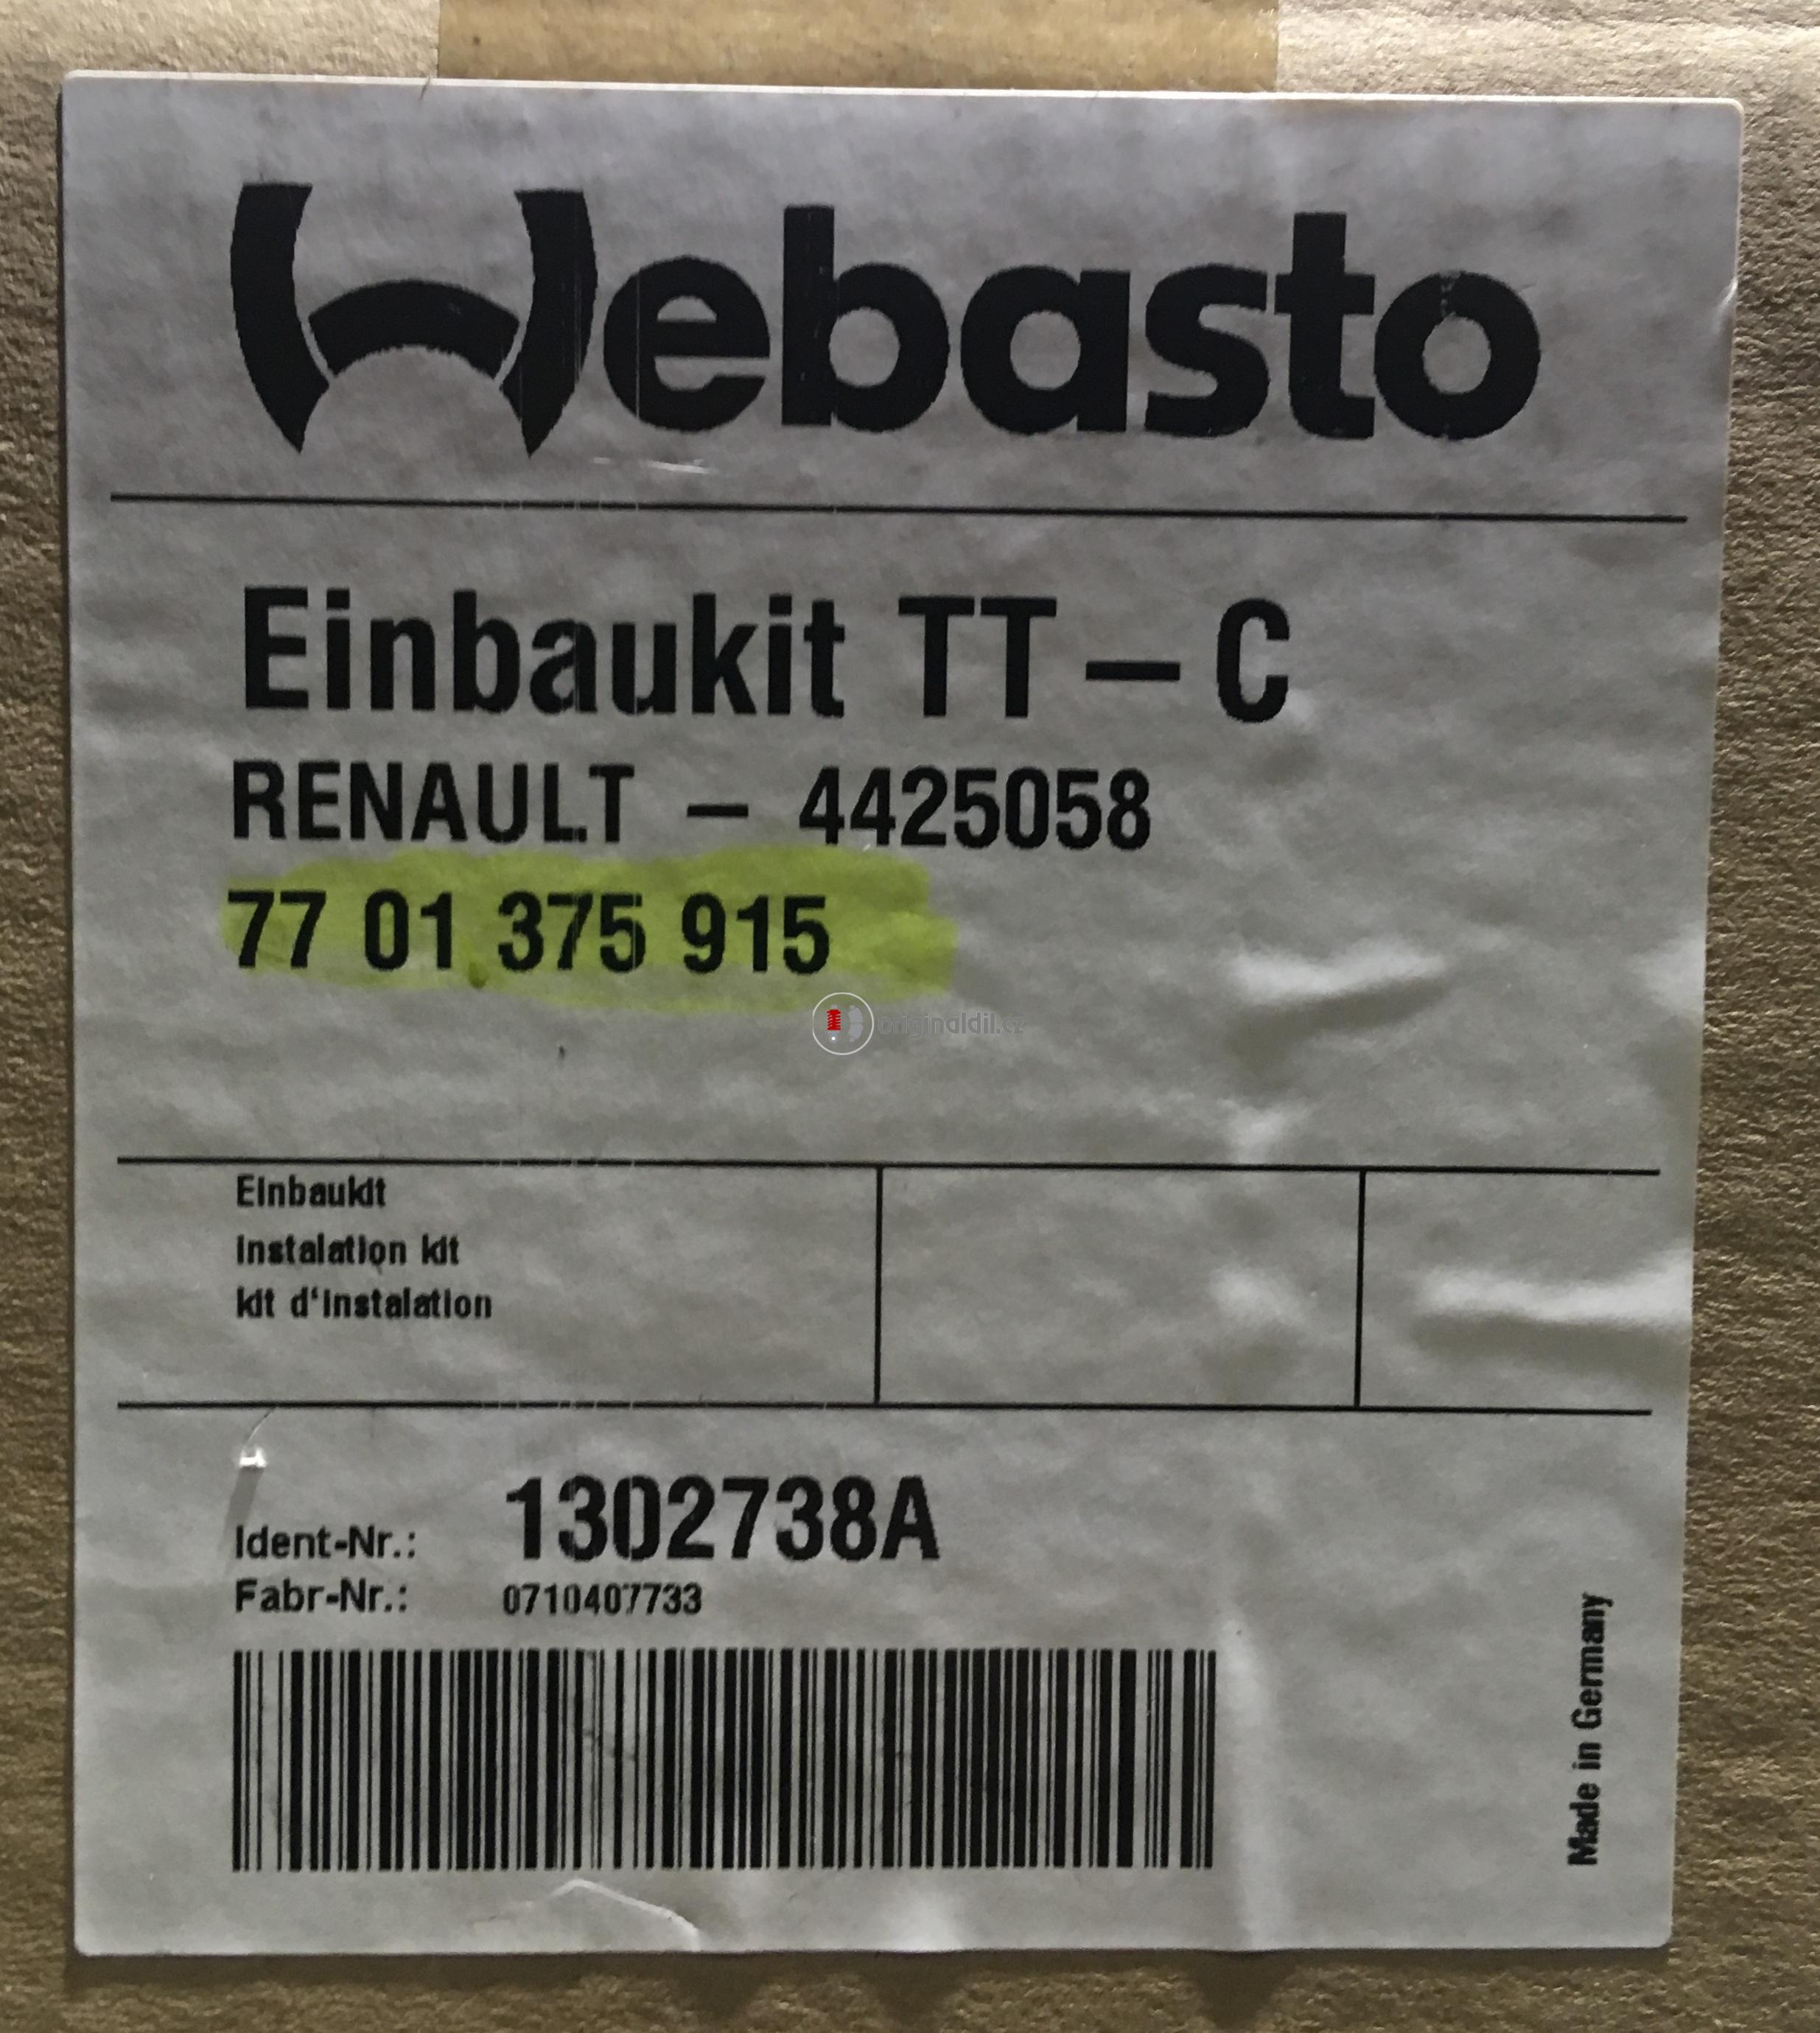 Webasto
Einbaukit TT – C
RENAULT – 4425058
77 01 375 915
originaldil.cz
Einbaukit
Instalation kit
kit d‘instalation
Ident-Nr.: 1302738A
Fabr-Nr.: 0710407733
Made in Germany